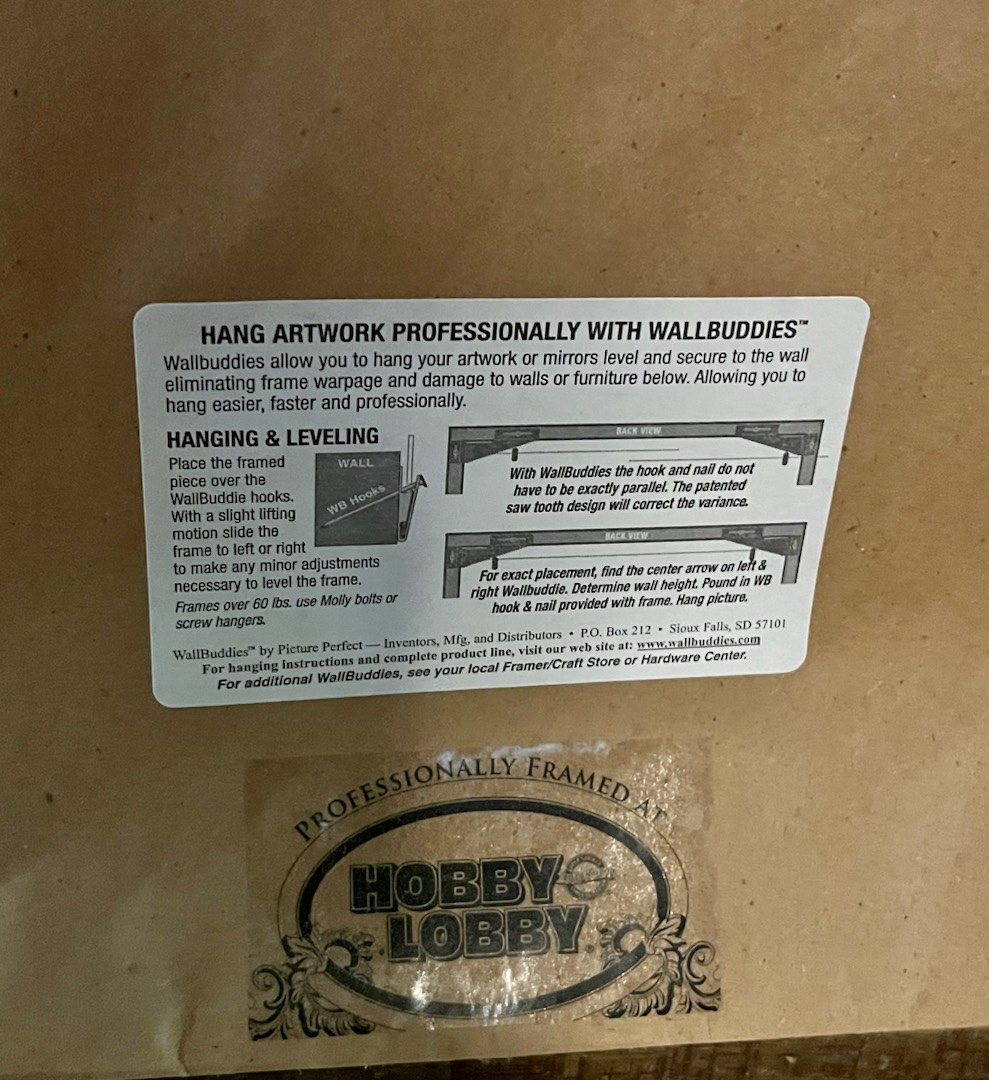 HANG ARTWORK PROFESSIONALLY WITH WALLBUDDIES™
Wallbuddies allow you to hang your artwork or mirrors level and secure to the wall
eliminating frame warpage and damage to walls or furniture below. Allowing you to
hang easier, faster and professionally.
HANGING & LEVELING
Place the framed
piece over the
WallBuddie hooks.
With a slight lifting
motion slide the
frame to left or right
to make any minor adjustments
necessary to level the frame.
Frames over 60 lbs. use Molly bolts or
screw hangers.
WALL
WB Hooks
BACK VIEW
With WallBuddies the hook and nail do not
have to be exactly parallel. The patented
saw tooth design will correct the variance.
BACK VIEW
For exact placement, find the center arrow on left &
right Wallbuddie. Determine wall height. Pound in WB
hook & nail provided with frame. Hang picture.
WallBuddies™ by Picture Perfect — Inventors, Mfg, and Distributors • P.O. Box 212 • Sioux Falls, SD 57101
For hanging instructions and complete product line, visit our web site at: www.wallbuddies.com
For additional WallBuddies, see your local Framer/Craft Store or Hardware Center.
PROFESSIONALLY FRAMED AT
HOBBY
LOBBY